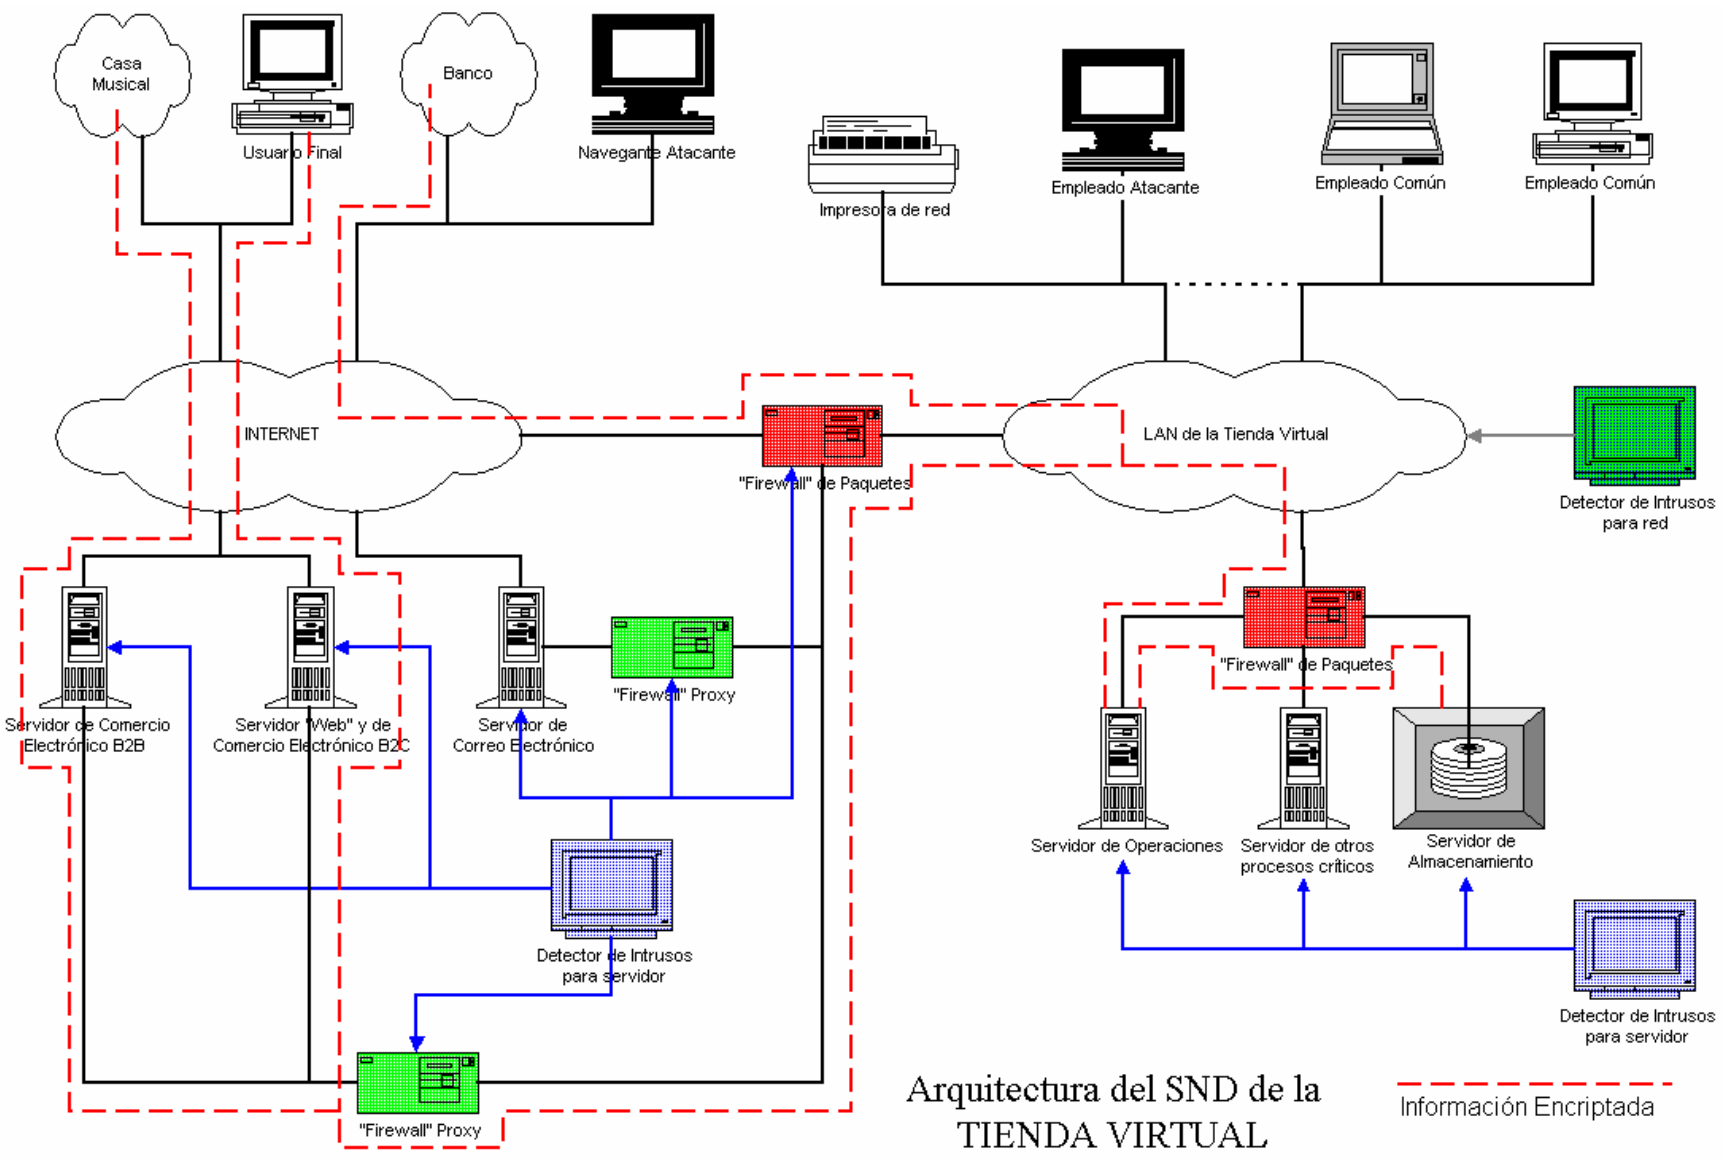 Casa
Musical
Usuario Final
Banco
Navegante Atacante
Impresora de red
Empleado Atacante
Empleado Común
Empleado Común
INTERNET
"Firewall" de Paquetes
LAN de la Tienda Virtual
Detector de Intrusos
para red
Servidor de Comercio
Electrónico B2B
Servidor "Web" y de
Comercio Electrónico B2C
Servidor de
Correo Electrónico
"Firewall" Proxy
"Firewall" de Paquetes
Servidor de Operaciones
Servidor de otros
procesos críticos
Servidor de
Almacenamiento
Detector de Intrusos
para servidor
Detector de Intrusos
para servidor
"Firewall" Proxy
Arquitectura del SND de la
TIENDA VIRTUAL
Información Encriptada